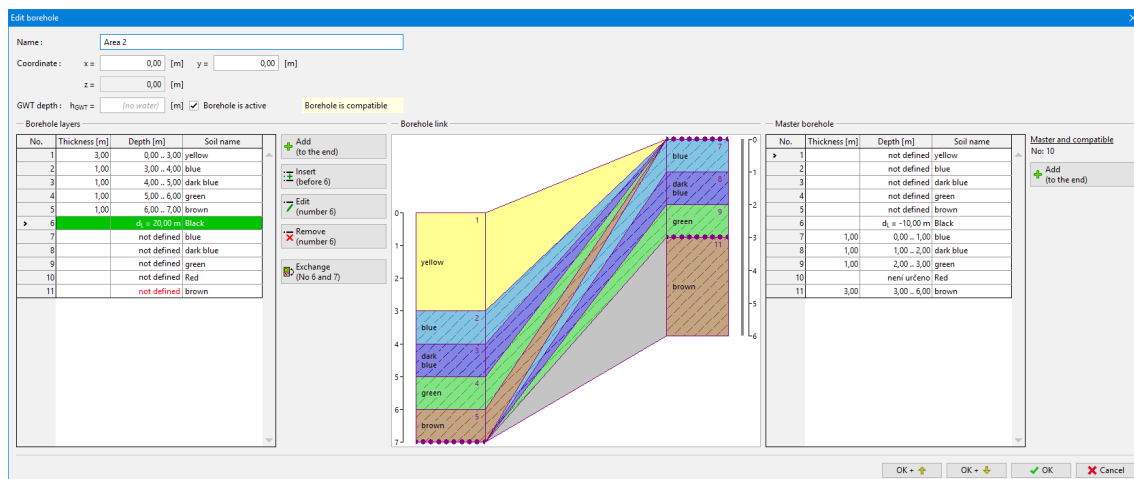 Edit borehole
Name :
Area 2
Coordinate :
x =
0,00
[m]
y =
0,00
[m]
z =
0,00
[m]
GWT depth :
hGWT =
(no water)
[m]
Borehole is active
Borehole is compatible
Borehole layers
No. Thickness [m] Depth [m] Soil name
1 3,00 0,00 .. 3,00 yellow
2 1,00 3,00 .. 4,00 blue
3 1,00 4,00 .. 5,00 dark blue
4 1,00 5,00 .. 6,00 green
5 1,00 6,00 .. 7,00 brown
> 6 dL = 20,00 m Black
7 not defined blue
8 not defined dark blue
9 not defined green
10 not defined Red
11 not defined brown
Add
(to the end)
Insert
(before 6)
Edit
(number 6)
Remove
(number 6)
Exchange
(No 6 and 7)
Borehole link
0
1
2
3
4
5
6
7
1
yellow
2
blue
3
dark
blue
4
green
5
brown
7
blue
8
dark
blue
9
green
11
brown
0
-1
-2
-3
-4
-5
-6
Master borehole
No. Thickness [m] Depth [m] Soil name
> 1 not defined yellow
2 not defined blue
3 not defined dark blue
4 not defined green
5 not defined brown
6 dL = -10,00 m Black
7 1,00 0,00 .. 1,00 blue
8 1,00 1,00 .. 2,00 dark blue
9 1,00 2,00 .. 3,00 green
10 není určeno Red
11 3,00 3,00 .. 6,00 brown
Master and compatible
No: 10
Add
(to the end)
OK +
OK +
OK
Cancel